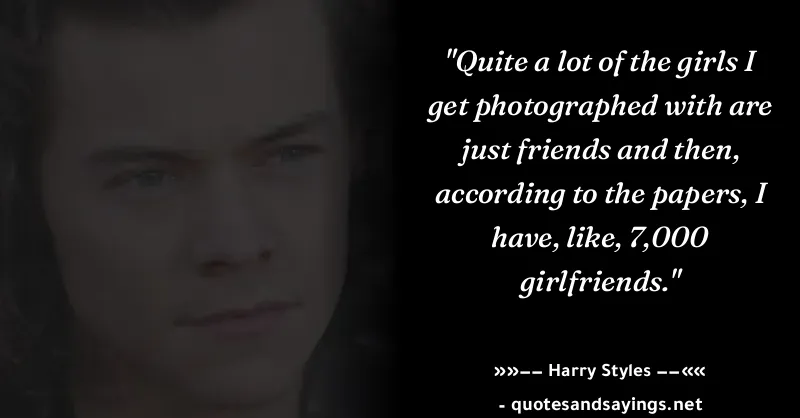 "Quite a lot of the girls I
get photographed with are
just friends and then,
according to the papers, I
have, like, 7,000
girlfriends."
»»−− Harry Styles −−««
- quotesandsayings.net